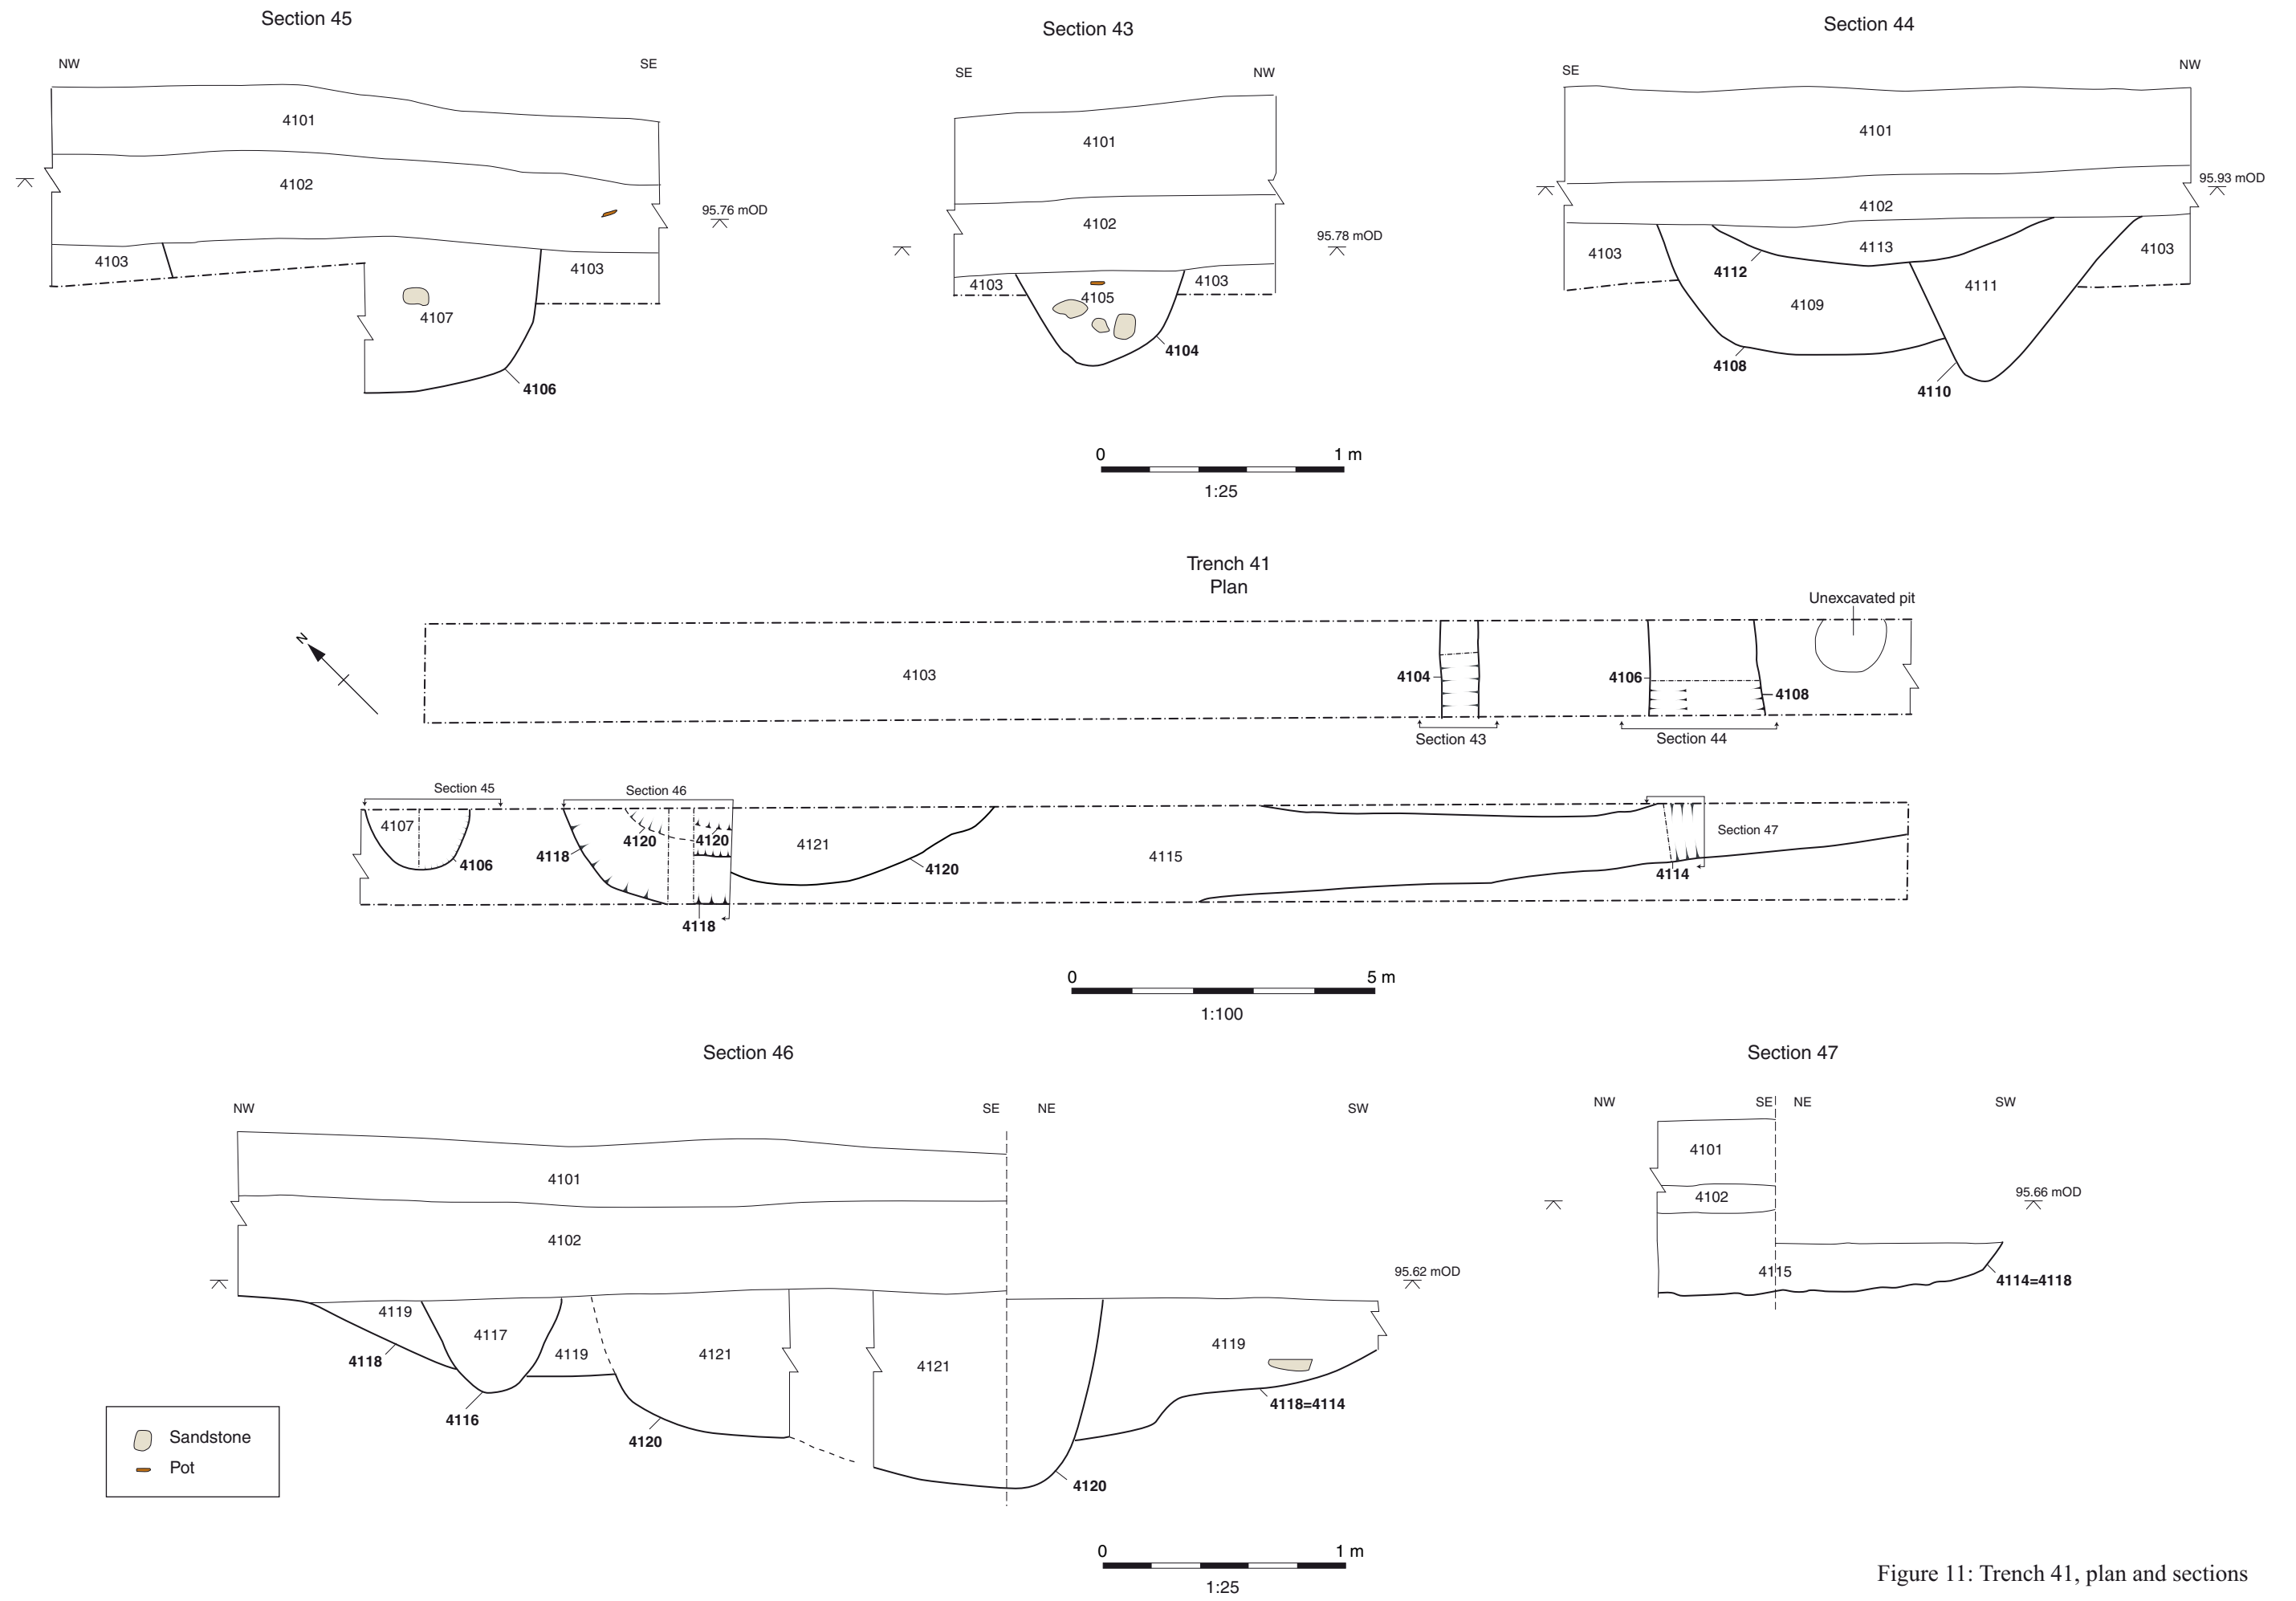 Section 45
NW
SE
4101
4102
4103
4103
4107
4106
95.76 mOD
Section 43
SE
NW
4101
4102
4103
4103
4105
4104
95.78 mOD
Section 44
SE
NW
4101
4102
4103
4103
4113
4112
4109
4111
4108
4110
95.93 mOD
0
1 m
1:25
Trench 41
Plan
N
4103
4104
4106
4108
Unexcavated pit
Section 43
Section 44
Section 45
Section 46
4107
4106
4118
4120
4120
4118
4121
4120
4115
Section 47
4114
0
5 m
1:100
Section 46
NW
SE
NE
SW
4101
4102
4119
4117
4119
4121
4121
4119
4118
4116
4120
4120
4118=4114
95.62 mOD
Section 47
NW
SE
NE
SW
4101
4102
4115
4114=4118
95.66 mOD
Sandstone
Pot
0
1 m
1:25
Figure 11: Trench 41, plan and sections